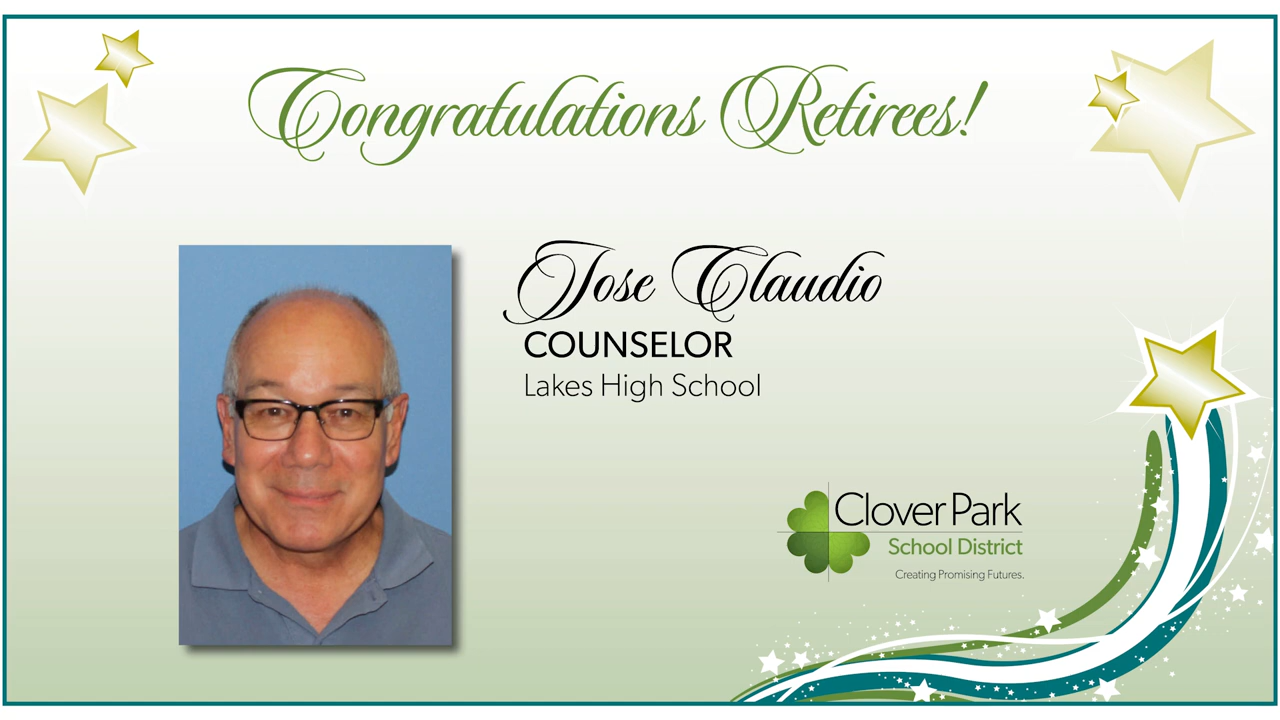 Congratulations Retirees!
Jose Claudio
COUNSELOR
Lakes High School
Clover Park
School District
Creating Promising Futures.